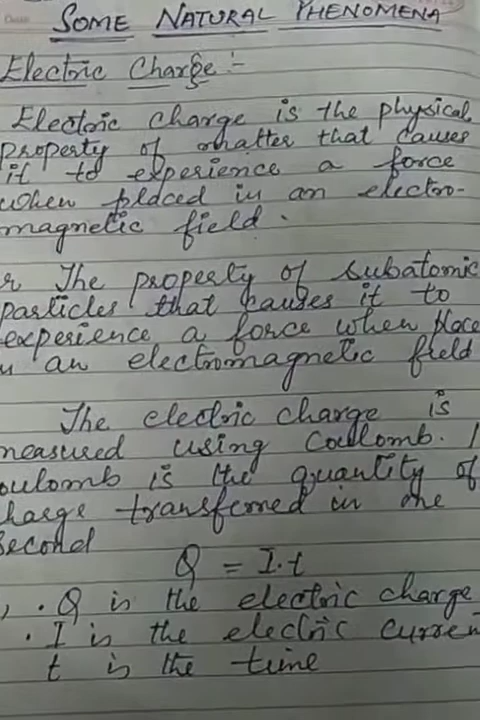 SOME NATURAL PHENOMENA
Electric Charge :-
Electric charge is the physical
property of matter that causes
it to experience a force
when placed in an electro-
magnetic field.
r The property of subatomic
particles that causes it to
experience a force when place
n an electromagnetic field
The electric charge is
measured using Coulomb. 1
oulomb is the quantity of
harge transferred in one
second
Q = I.t
, . Q is the electric charge
. I is the electric curren
t is the time